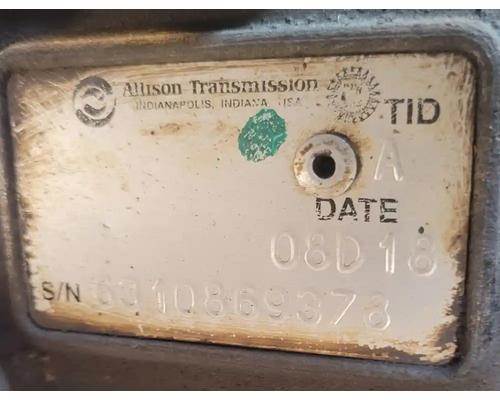 Allison Transmission
INDIANAPOLIS, INDIANA, USA
TID
A
DATE
08D18
S/N 6310869378